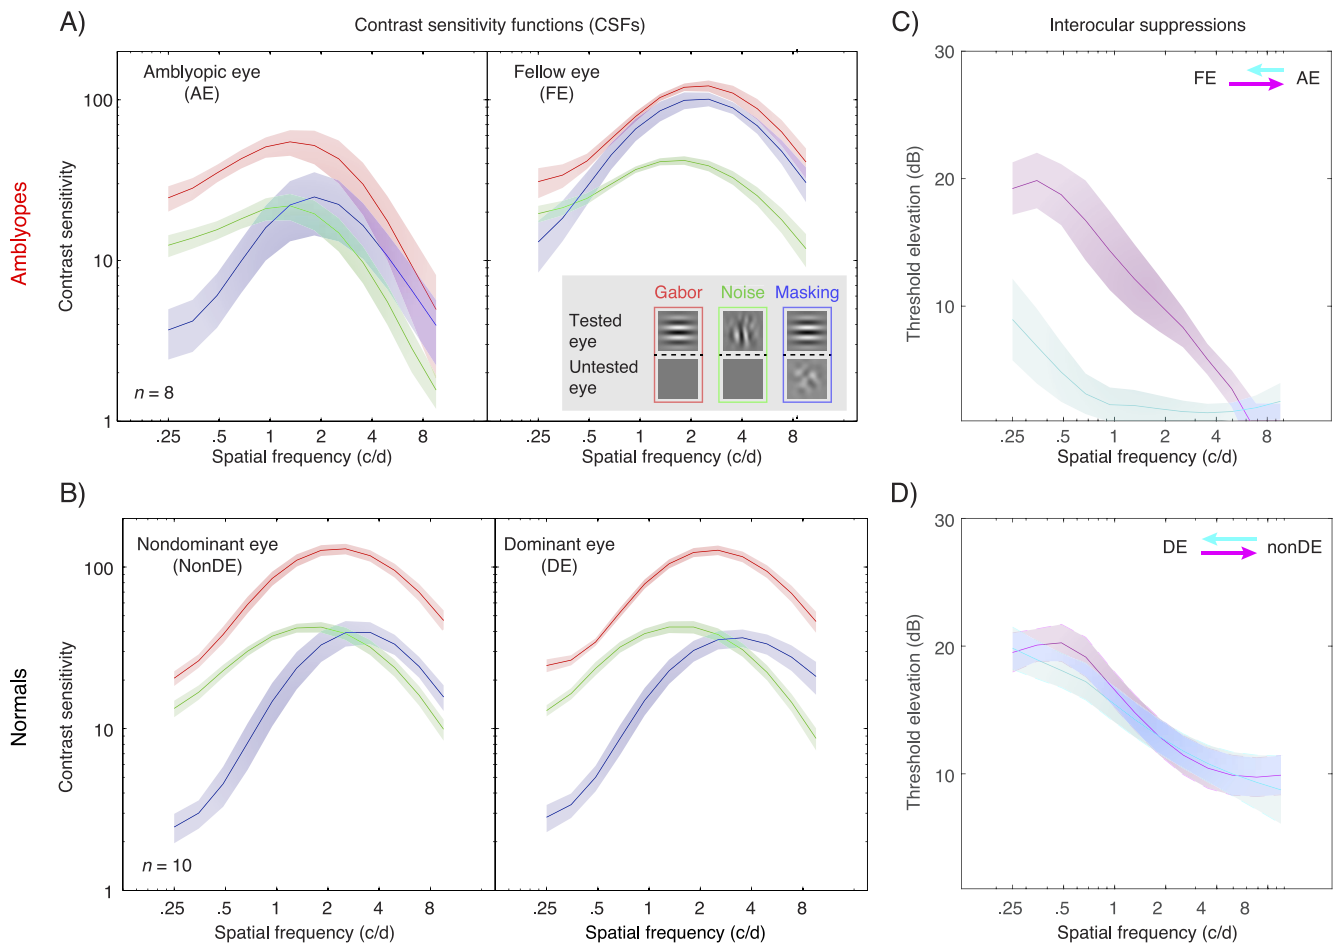 A)
Contrast sensitivity functions (CSFs)
C)
Interocular suppressions
Amblyopes
Contrast sensitivity
100
10
1
Amblyopic eye
(AE)
n = 8
.25 .5 1 2 4 8
Spatial frequency (c/d)
Fellow eye
(FE)
Gabor Noise Masking
Tested
eye
Untested
eye
.25 .5 1 2 4 8
Spatial frequency (c/d)
Threshold elevation (dB)
30
20
10
FE AE
.25 .5 1 2 4 8
Spatial frequency (c/d)
B)
D)
Normals
Contrast sensitivity
100
10
1
Nondominant eye
(NonDE)
n = 10
.25 .5 1 2 4 8
Spatial frequency (c/d)
Dominant eye
(DE)
.25 .5 1 2 4 8
Spatial frequency (c/d)
Threshold elevation (dB)
30
20
10
DE nonDE
.25 .5 1 2 4 8
Spatial frequency (c/d)